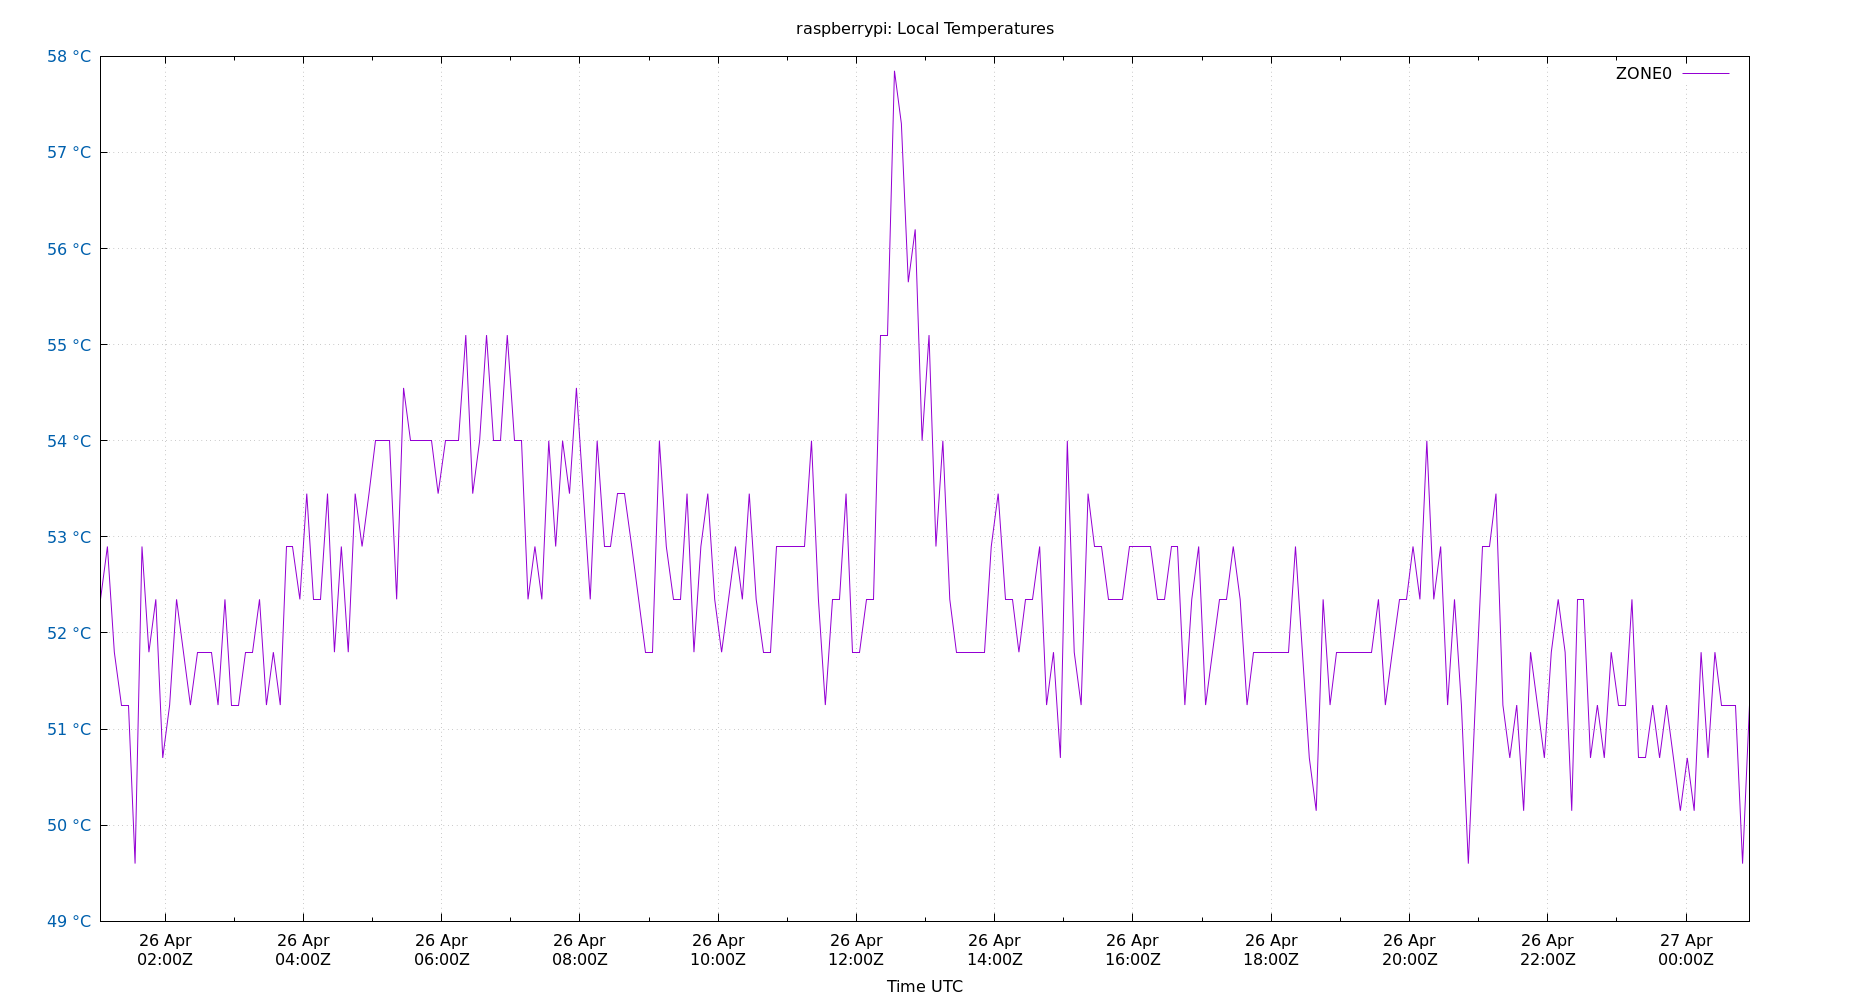 raspberrypi: Local Temperatures
58 °C
ZONE0
57 °C
56 °C
55 °C
54 °C
53 °C
52 °C
51 °C
50 °C
49 °C
26 Apr 26 Apr 26 Apr 26 Apr 26 Apr 26 Apr 26 Apr 26 Apr 26 Apr 26 Apr 26 Apr 27 Apr
02:00Z 04:00Z 06:00Z 08:00Z 10:00Z 12:00Z 14:00Z 16:00Z 18:00Z 20:00Z 22:00Z 00:00Z
Time UTC